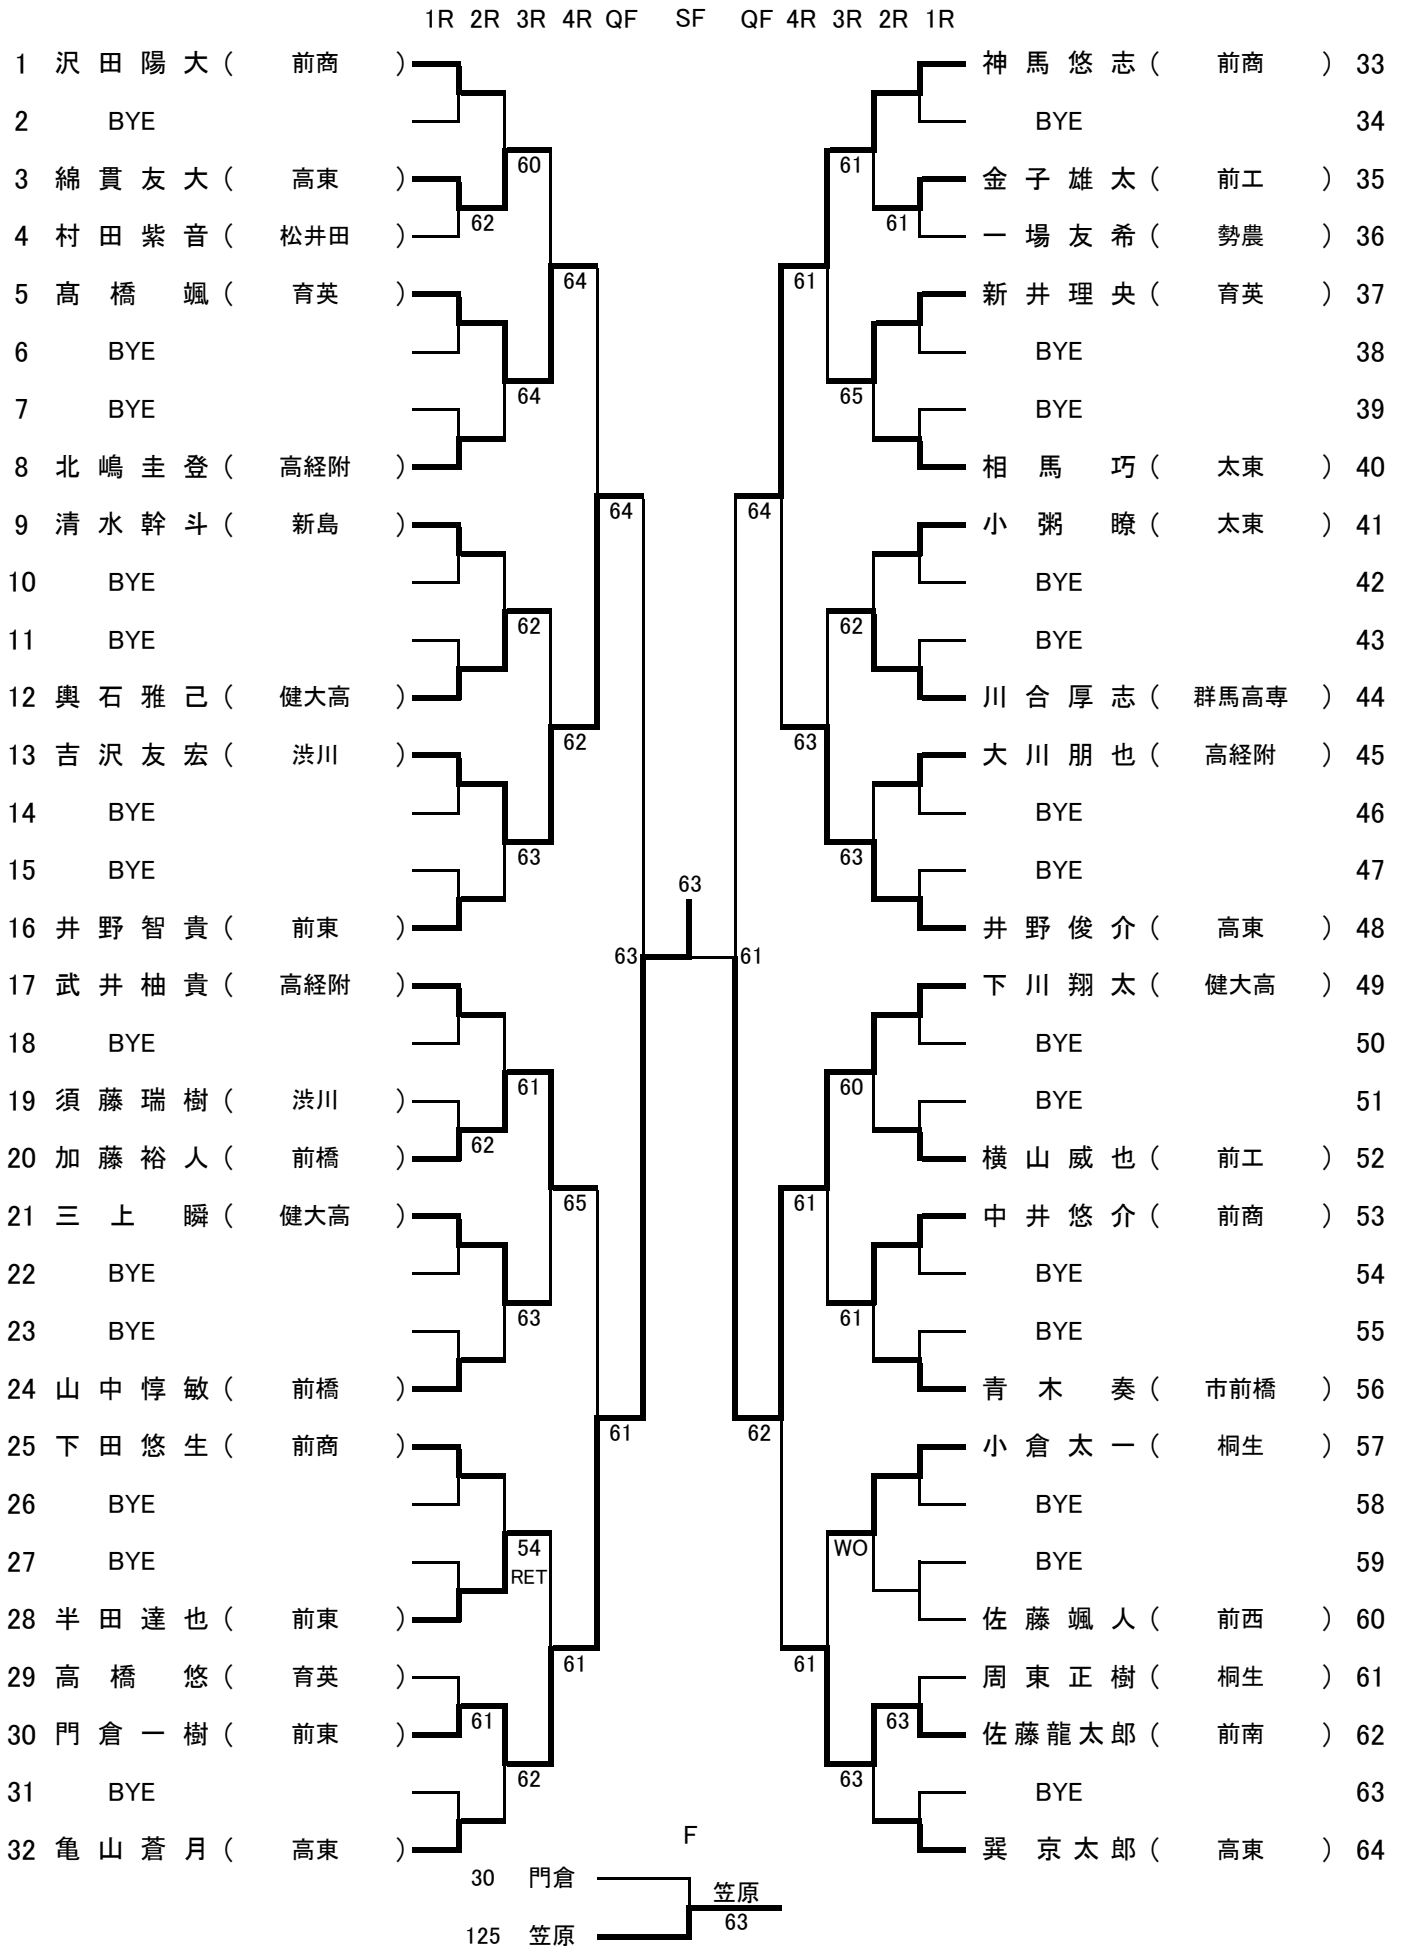 1R 2R 3R 4R QF SF QF 4R 3R 2R 1R
1 沢田陽大 ( 前商 ) 神馬悠志 ( 前商 ) 33
2 BYE BYE 34
60 61
3 綿貫友大 ( 高東 ) 金子雄太 ( 前工 ) 35
62 61
4 村田紫音 ( 松井田 ) 一場友希 ( 勢農 ) 36
64 61
5 髙橋颯 ( 育英 ) 新井理央 ( 育英 ) 37
6 BYE BYE 38
64 65
7 BYE BYE 39
8 北嶋圭登 ( 高経附 ) 相馬巧 ( 太東 ) 40
64 64
9 清水幹斗 ( 新島 ) 小粥瞭 ( 太東 ) 41
10 BYE BYE 42
62 62
11 BYE BYE 43
12 輿石雅己 ( 健大高 ) 川合厚志 ( 群馬高専 ) 44
62 63
13 吉沢友宏 ( 渋川 ) 大川朋也 ( 高経附 ) 45
14 BYE BYE 46
63 63
15 BYE BYE 47
63
16 井野智貴 ( 前東 ) 井野俊介 ( 高東 ) 48
63 61
17 武井柚貴 ( 高経附 ) 下川翔太 ( 健大高 ) 49
18 BYE BYE 50
61 60
19 須藤瑞樹 ( 渋川 ) BYE 51
62
20 加藤裕人 ( 前橋 ) 横山威也 ( 前工 ) 52
65 61
21 三上瞬 ( 健大高 ) 中井悠介 ( 前商 ) 53
22 BYE BYE 54
63 61
23 BYE BYE 55
24 山中惇敏 ( 前橋 ) 青木奏 ( 市前橋 ) 56
61 62
25 下田悠生 ( 前商 ) 小倉太一 ( 桐生 ) 57
26 BYE BYE 58
54 WO
27 BYE BYE 59
RET
28 半田達也 ( 前東 ) 佐藤颯人 ( 前西 ) 60
61 61
29 高橋悠 ( 育英 ) 周東正樹 ( 桐生 ) 61
61 63
30 門倉一樹 ( 前東 ) 佐藤龍太郎 ( 前南 ) 62
62 63
31 BYE BYE 63
F
32 亀山蒼月 ( 高東 ) 巽京太郎 ( 高東 ) 64
30 門倉
笠原
63
125 笠原